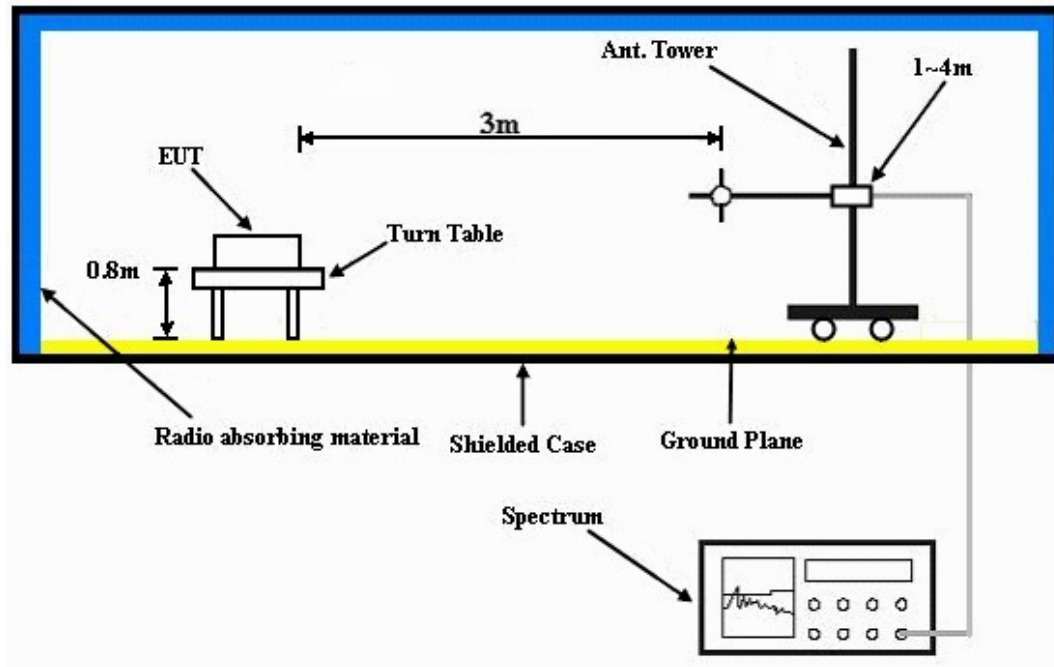 Ant. Tower
1~4m
3m
EUT
Turn Table
0.8m
Radio absorbing material
Shielded Case
Ground Plane
Spectrum